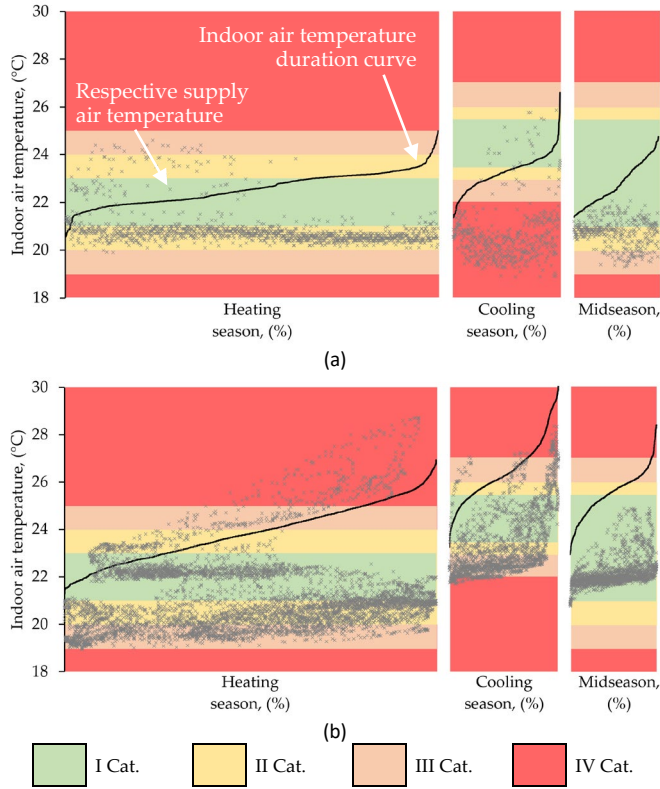 Indoor air temperature, (°C)
30
28
26
24
22
20
18
Indoor air temperature
duration curve
Respective supply
air temperature
Heating
season, (%)
Cooling
season, (%)
Midseason,
(%)
(a)
Indoor air temperature, (°C)
30
28
26
24
22
20
18
Heating
season, (%)
Cooling
season, (%)
Midseason,
(%)
(b)
I Cat.
II Cat.
III Cat.
IV Cat.